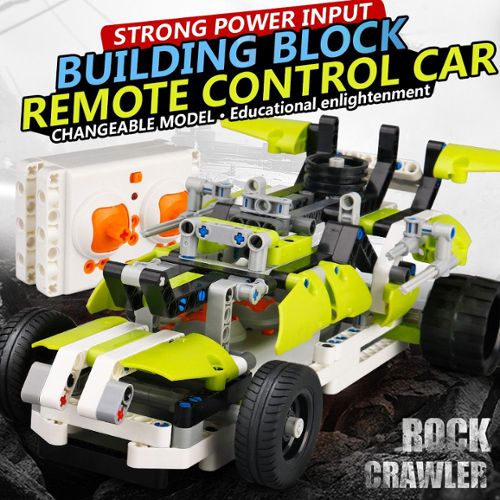 STRONG POWER INPUT
BUILDING BLOCK
REMOTE CONTROL CAR
CHANGEABLE MODEL • Educational enlightenment
ROCK
CRAWLER